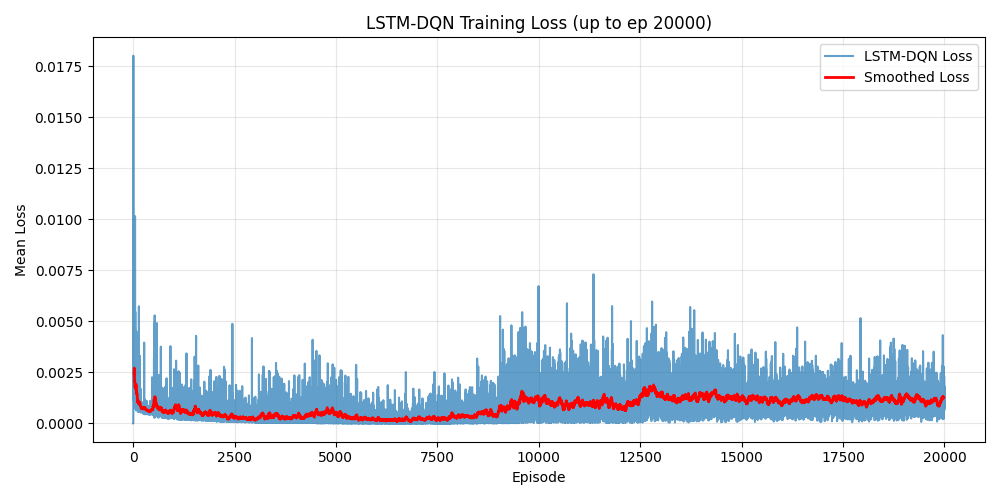 LSTM-DQN Training Loss (up to ep 20000)
LSTM-DQN Loss
Smoothed Loss
Mean Loss
0.0175
0.0150
0.0125
0.0100
0.0075
0.0050
0.0025
0.0000
0 2500 5000 7500 10000 12500 15000 17500 20000
Episode